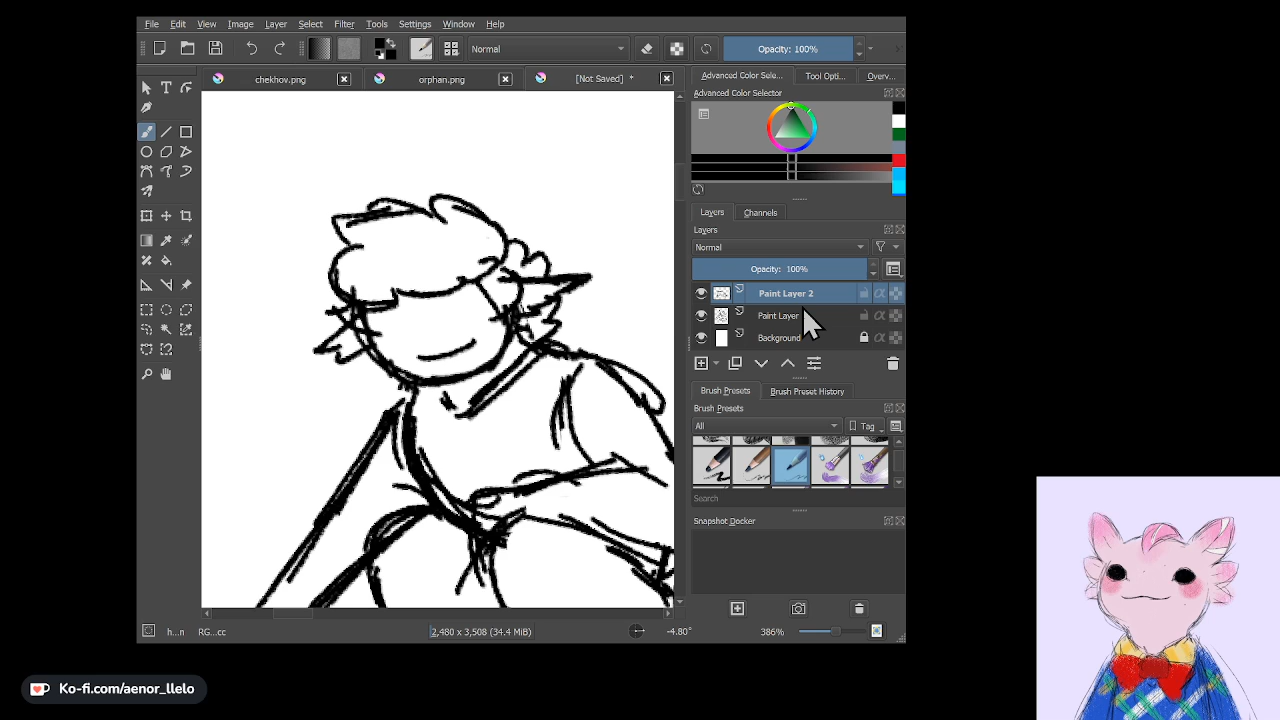 File Edit View Image Layer Select Filter Tools Settings Window Help
Normal
Opacity: 100%
chekhov.png
orphan.png
[Not Saved] *
Advanced Color Sele...
Tool Opti...
Overv...
Advanced Color Selector
Layers
Channels
Layers
Normal
Opacity: 100%
Paint Layer 2
Paint Layer
Background
Brush Presets
Brush Preset History
Brush Presets
All
Tag
Search
Snapshot Docker
h...n
RG...cc
2,480 x 3,508 (34.4 MiB)
-4.80°
386%
Ko-fi.com/aenor_llelo